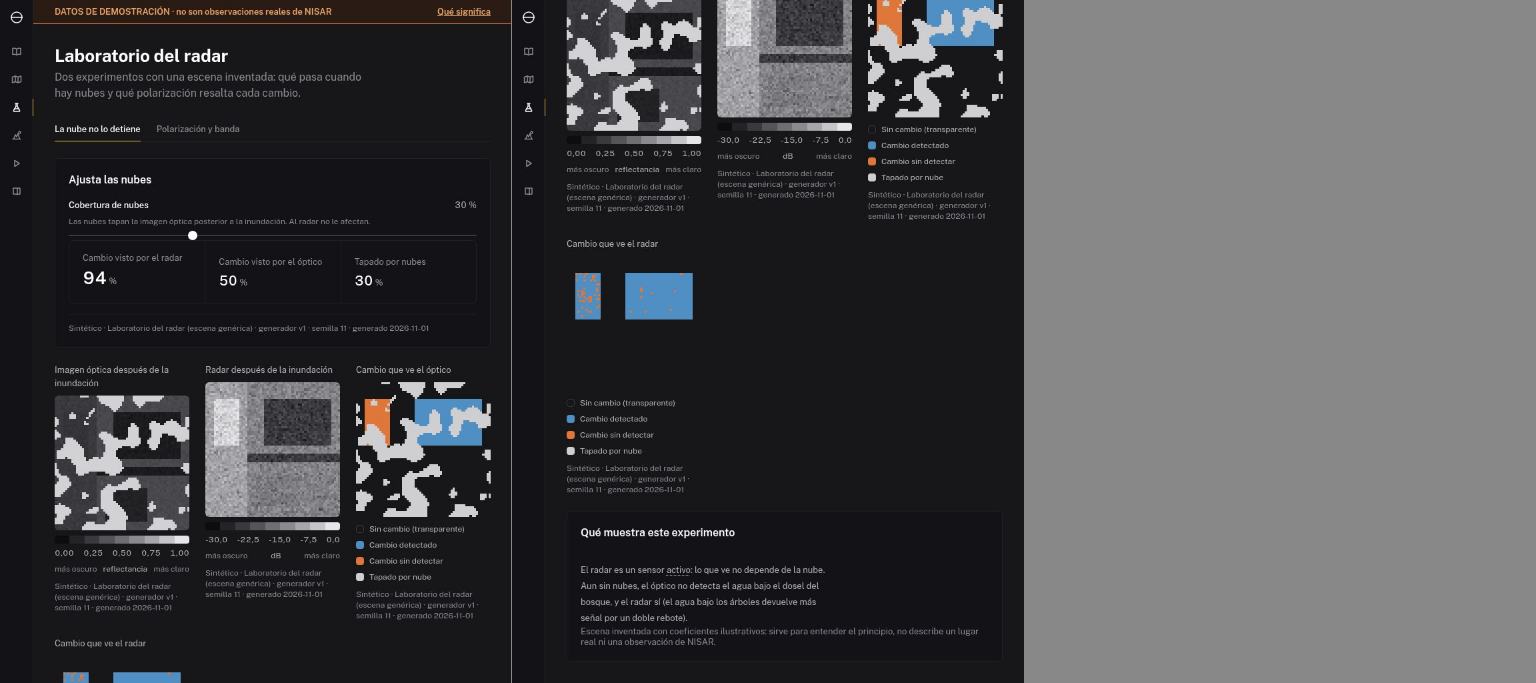 DATOS DE DEMOSTRACIÓN · no son observaciones reales de NISAR
Qué significa
Laboratorio del radar
Dos experimentos con una escena inventada: qué pasa cuando
hay nubes y qué polarización resalta cada cambio.
La nube no lo detiene
Polarización y banda
Ajusta las nubes
Cobertura de nubes
30 %
Las nubes tapan la imagen óptica posterior a la inundación. Al radar no le afectan.
Cambio visto por el radar
94 %
Cambio visto por el óptico
50 %
Tapado por nubes
30 %
Sintético · Laboratorio del radar (escena genérica) · generador v1 · semilla 11 · generado 2026-11-01
Imagen óptica después de la
inundación
0,00 0,25 0,50 0,75 1,00
más oscuro reflectancia más claro
Sintético · Laboratorio del radar
(escena genérica) · generador v1 ·
semilla 11 · generado 2026-11-01
Radar después de la inundación
-30,0 -22,5 -15,0 -7,5 0,0
más oscuro dB más claro
Sintético · Laboratorio del radar
(escena genérica) · generador v1 ·
semilla 11 · generado 2026-11-01
Cambio que ve el óptico
Sin cambio (transparente)
Cambio detectado
Cambio sin detectar
Tapado por nube
Sintético · Laboratorio del radar
(escena genérica) · generador v1 ·
semilla 11 · generado 2026-11-01
Cambio que ve el radar
0,00 0,25 0,50 0,75 1,00
más oscuro reflectancia más claro
Sintético · Laboratorio del radar
(escena genérica) · generador v1 ·
semilla 11 · generado 2026-11-01
-30,0 -22,5 -15,0 -7,5 0,0
más oscuro dB más claro
Sintético · Laboratorio del radar
(escena genérica) · generador v1 ·
semilla 11 · generado 2026-11-01
Sin cambio (transparente)
Cambio detectado
Cambio sin detectar
Tapado por nube
Sintético · Laboratorio del radar
(escena genérica) · generador v1 ·
semilla 11 · generado 2026-11-01
Cambio que ve el radar
Sin cambio (transparente)
Cambio detectado
Cambio sin detectar
Tapado por nube
Sintético · Laboratorio del radar
(escena genérica) · generador v1 ·
semilla 11 · generado 2026-11-01
Qué muestra este experimento
El radar es un sensor activo: lo que ve no depende de la nube.
Aun sin nubes, el óptico no detecta el agua bajo el dosel del
bosque, y el radar sí (el agua bajo los árboles devuelve más
señal por un doble rebote).
Escena inventada con coeficientes ilustrativos: sirve para entender el principio, no describe un lugar
real ni una observación de NISAR.